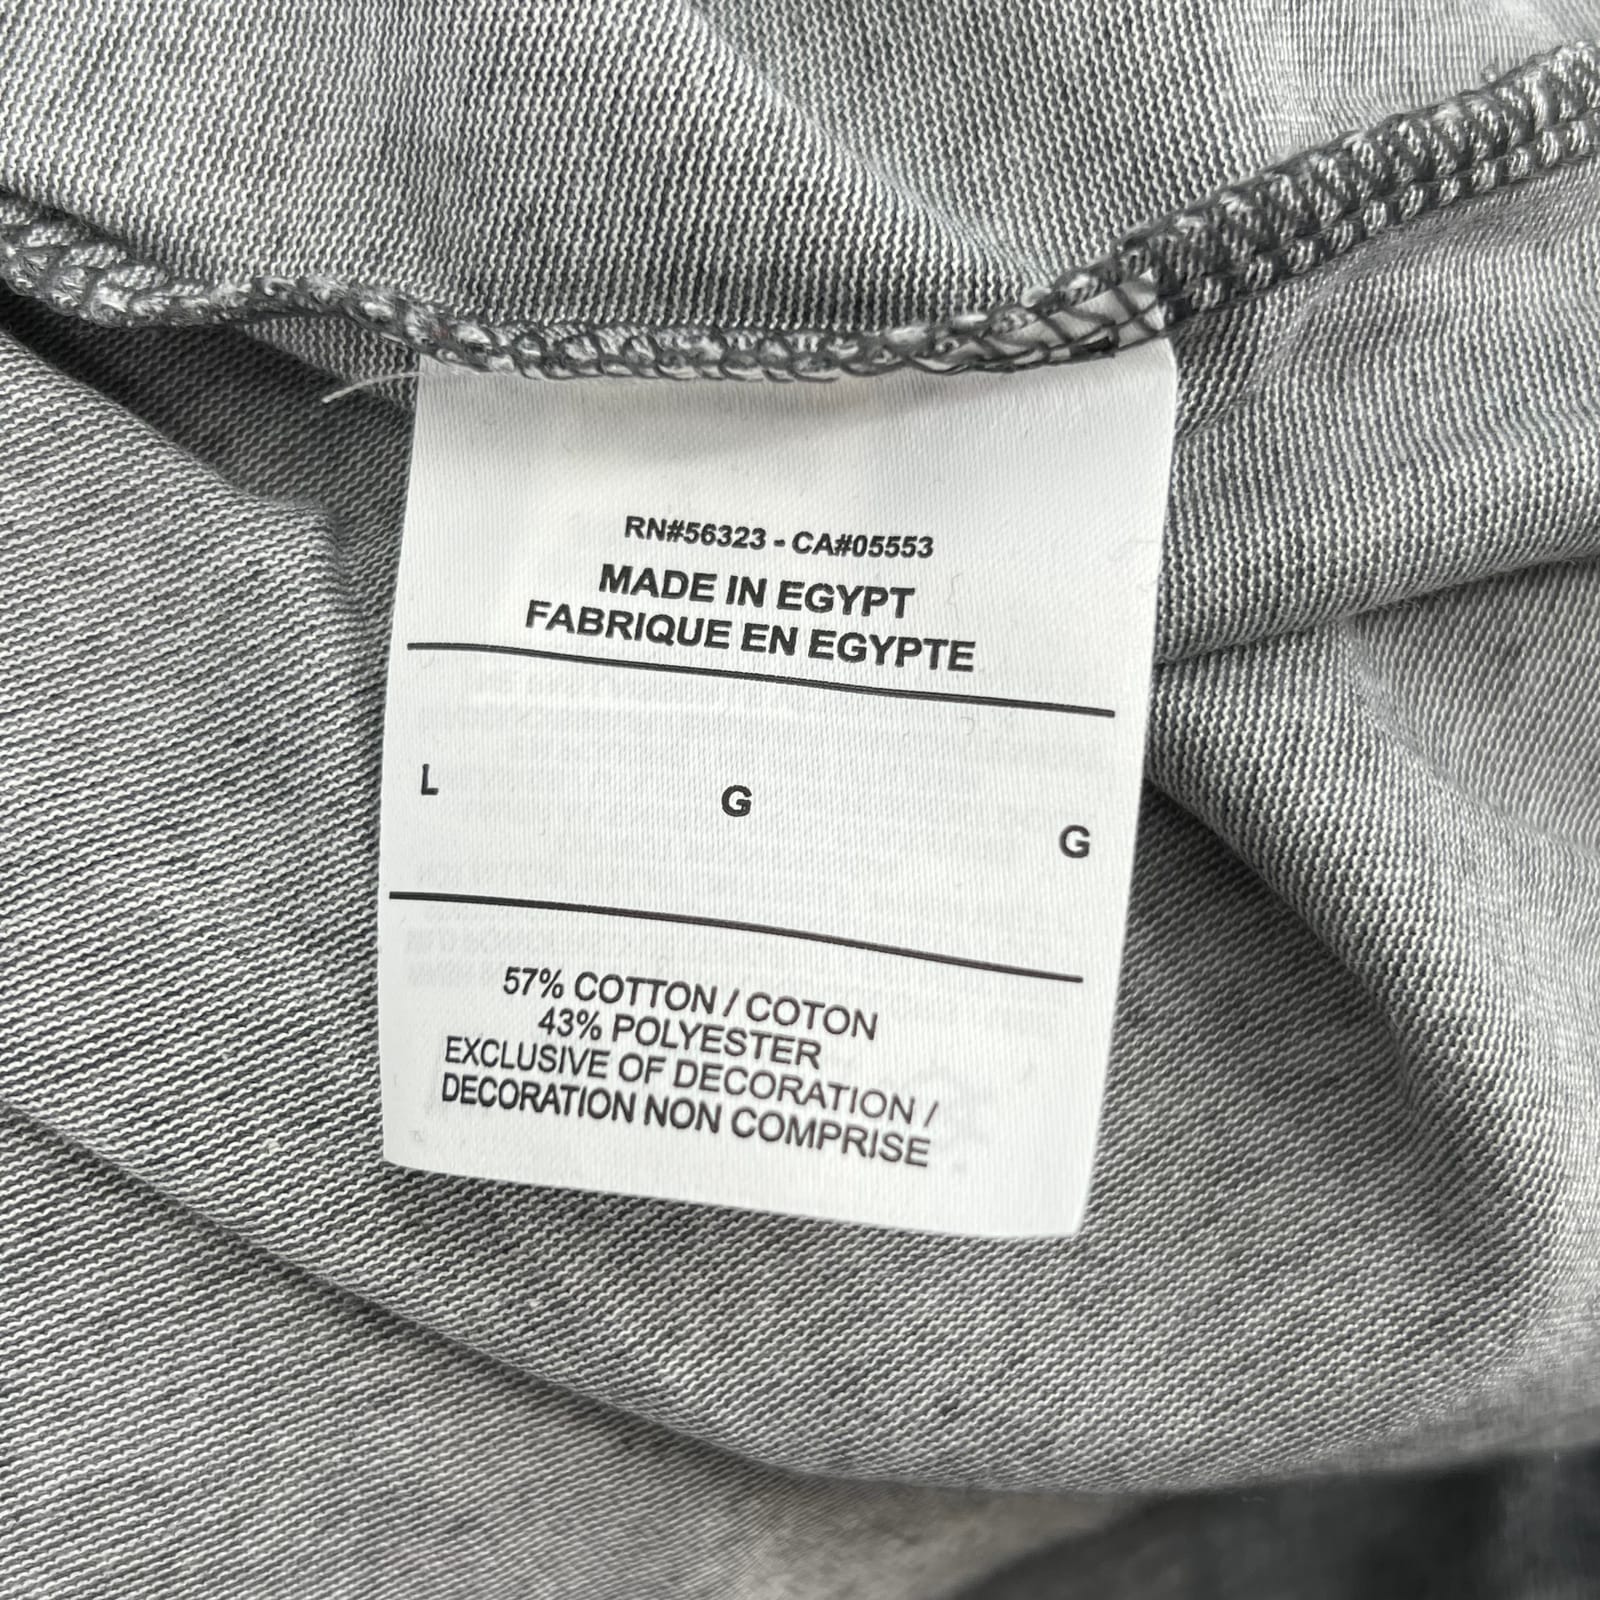 RN#56323 - CA#05553
MADE IN EGYPT
FABRIQUE EN EGYPTE
L G G
57% COTTON / COTON
43% POLYESTER
EXCLUSIVE OF DECORATION /
DECORATION NON COMPRISE